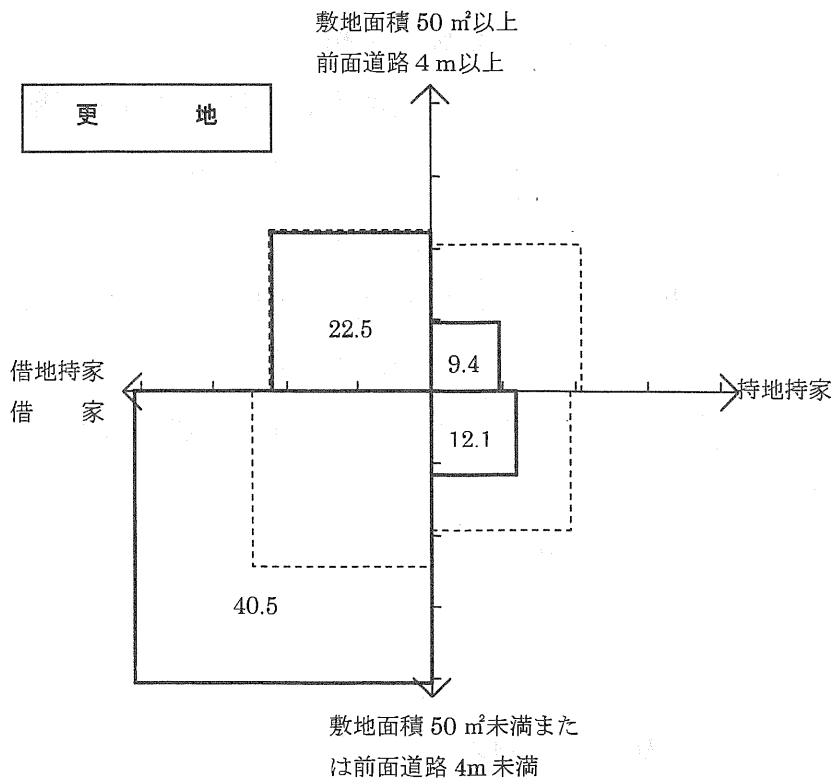 敷地面積 50 ㎡以上
前面道路 4 m以上
更 地
22.5
9.4
借地持家
借 家
持地持家
12.1
40.5
敷地面積 50 ㎡未満また
は前面道路 4m 未満